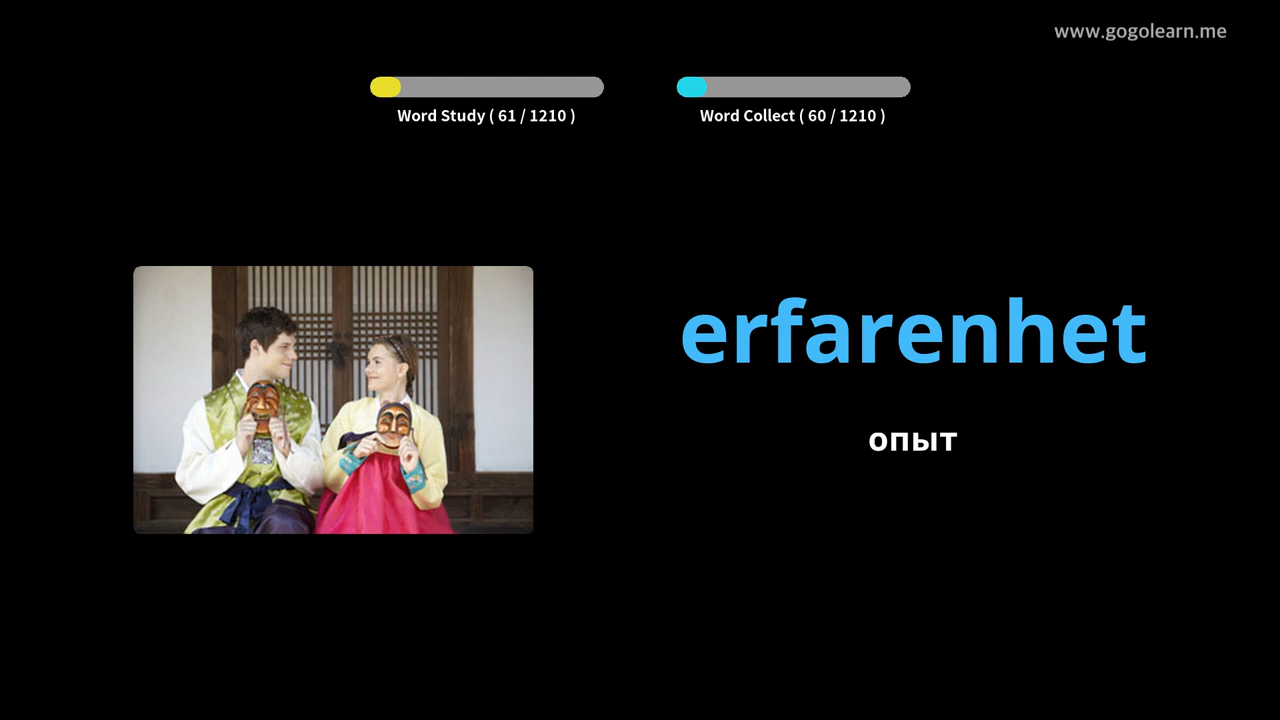 www.gogolearn.me
Word Study ( 61 / 1210 )
Word Collect ( 60 / 1210 )
erfarenhet
опыт